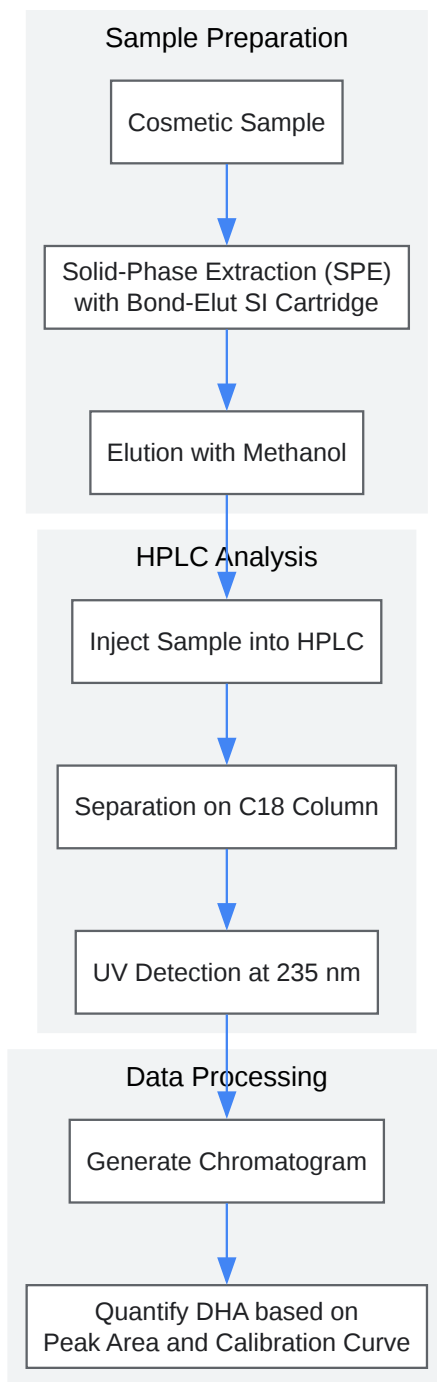 Sample Preparation
Cosmetic Sample
Solid-Phase Extraction (SPE)
with Bond-Elut SI Cartridge
Elution with Methanol
HPLC Analysis
Inject Sample into HPLC
Separation on C18 Column
UV Detection at 235 nm
Data Processing
Generate Chromatogram
Quantify DHA based on
Peak Area and Calibration Curve